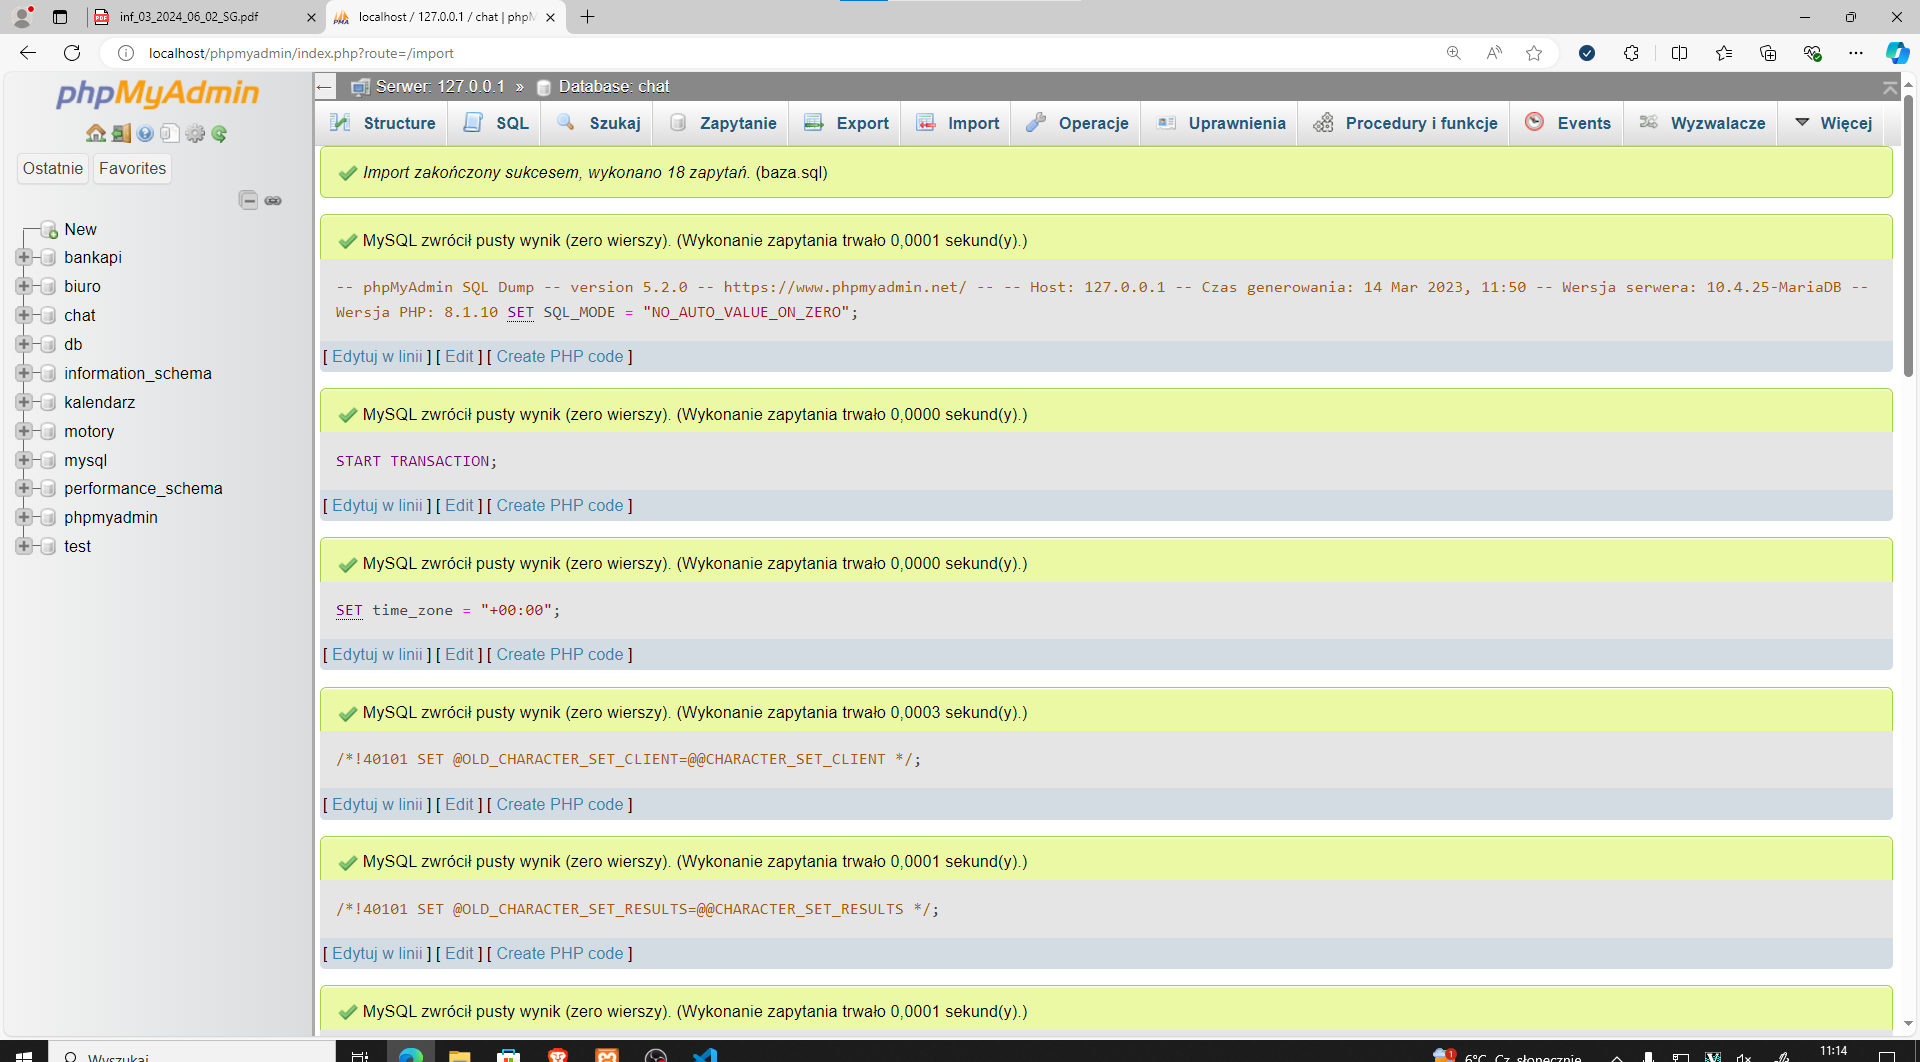 inf_03_2024_06_02_SG.pdf
localhost / 127.0.0.1 / chat | phpM
localhost/phpmyadmin/index.php?route=/import
phpMyAdmin
Ostatnie Favorites
New
bankapi
biuro
chat
db
information_schema
kalendarz
motory
mysql
performance_schema
phpmyadmin
test
Serwer: 127.0.0.1 » Database: chat
Structure SQL Szukaj Zapytanie Export Import Operacje Uprawnienia Procedury i funkcje Events Wyzwalacze Więcej
Import zakończony sukcesem, wykonano 18 zapytań. (baza.sql)
MySQL zwrócił pusty wynik (zero wierszy). (Wykonanie zapytania trwało 0,0001 sekund(y).)
-- phpMyAdmin SQL Dump -- version 5.2.0 -- https://www.phpmyadmin.net/ -- -- Host: 127.0.0.1 -- Czas generowania: 14 Mar 2023, 11:50 -- Wersja serwera: 10.4.25-MariaDB --
Wersja PHP: 8.1.10 SET SQL_MODE = "NO_AUTO_VALUE_ON_ZERO";
[ Edytuj w linii ] [ Edit ] [ Create PHP code ]
MySQL zwrócił pusty wynik (zero wierszy). (Wykonanie zapytania trwało 0,0000 sekund(y).)
START TRANSACTION;
[ Edytuj w linii ] [ Edit ] [ Create PHP code ]
MySQL zwrócił pusty wynik (zero wierszy). (Wykonanie zapytania trwało 0,0000 sekund(y).)
SET time_zone = "+00:00";
[ Edytuj w linii ] [ Edit ] [ Create PHP code ]
MySQL zwrócił pusty wynik (zero wierszy). (Wykonanie zapytania trwało 0,0003 sekund(y).)
/*!40101 SET @OLD_CHARACTER_SET_CLIENT=@@CHARACTER_SET_CLIENT */;
[ Edytuj w linii ] [ Edit ] [ Create PHP code ]
MySQL zwrócił pusty wynik (zero wierszy). (Wykonanie zapytania trwało 0,0001 sekund(y).)
/*!40101 SET @OLD_CHARACTER_SET_RESULTS=@@CHARACTER_SET_RESULTS */;
[ Edytuj w linii ] [ Edit ] [ Create PHP code ]
MySQL zwrócił pusty wynik (zero wierszy). (Wykonanie zapytania trwało 0,0001 sekund(y).)
Wyszukaj
6°C Cz. słonecznie
11:14